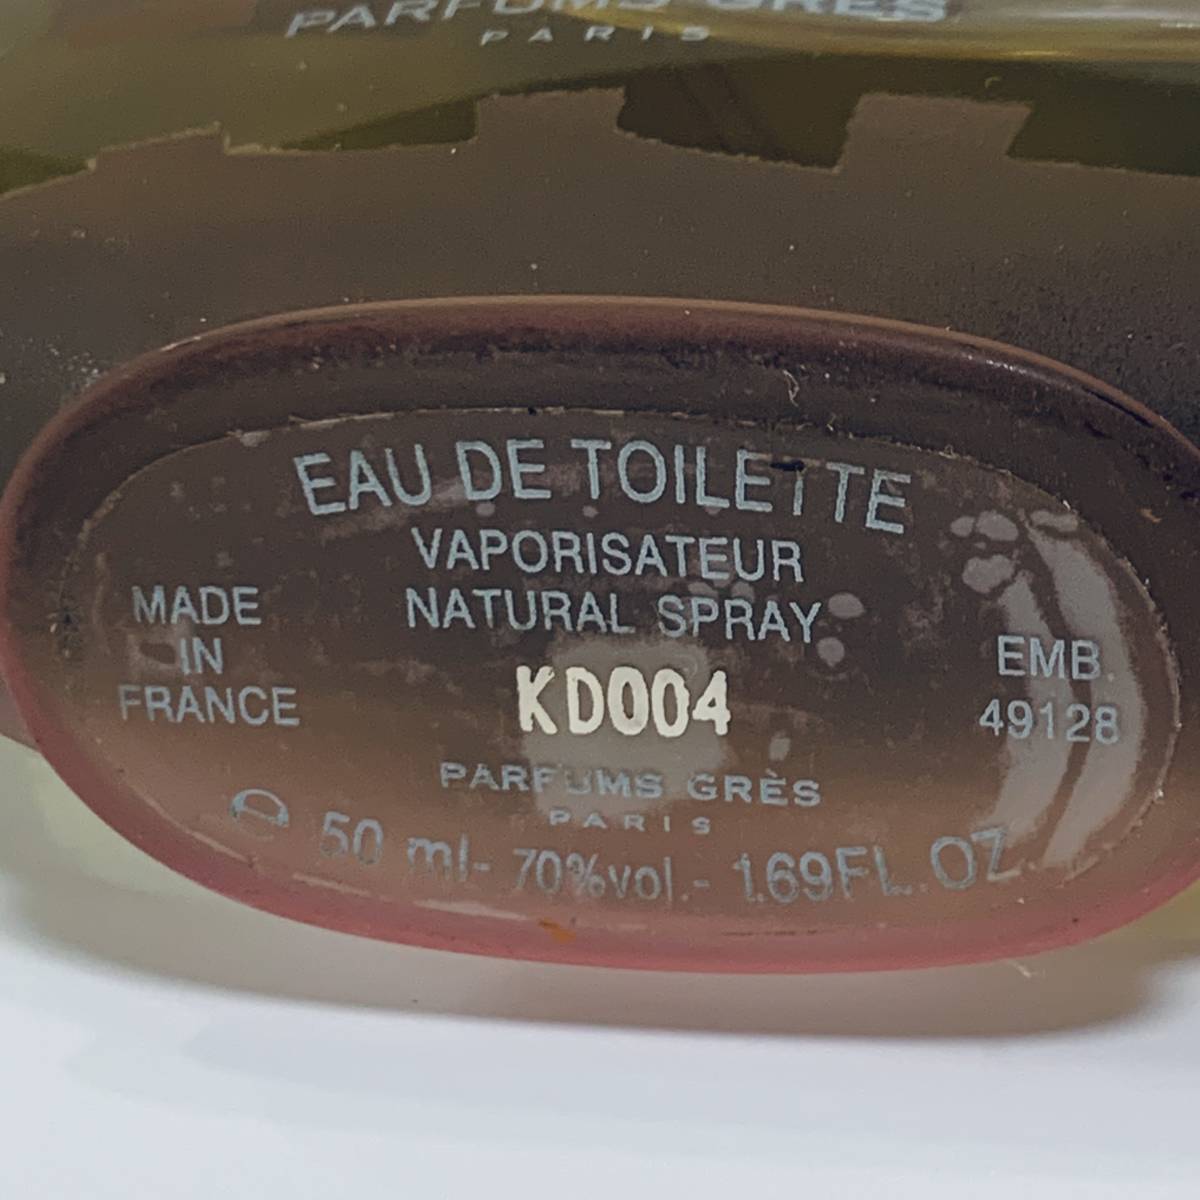 PARFUMS GRÈS
PARIS
EAU DE TOILETTE
VAPORISATEUR
NATURAL SPRAY
MADE
IN
FRANCE
KD004
EMB.
49128
PARFUMS GRÈS
PARIS
50 ml- 70%vol.- 1.69FL.OZ